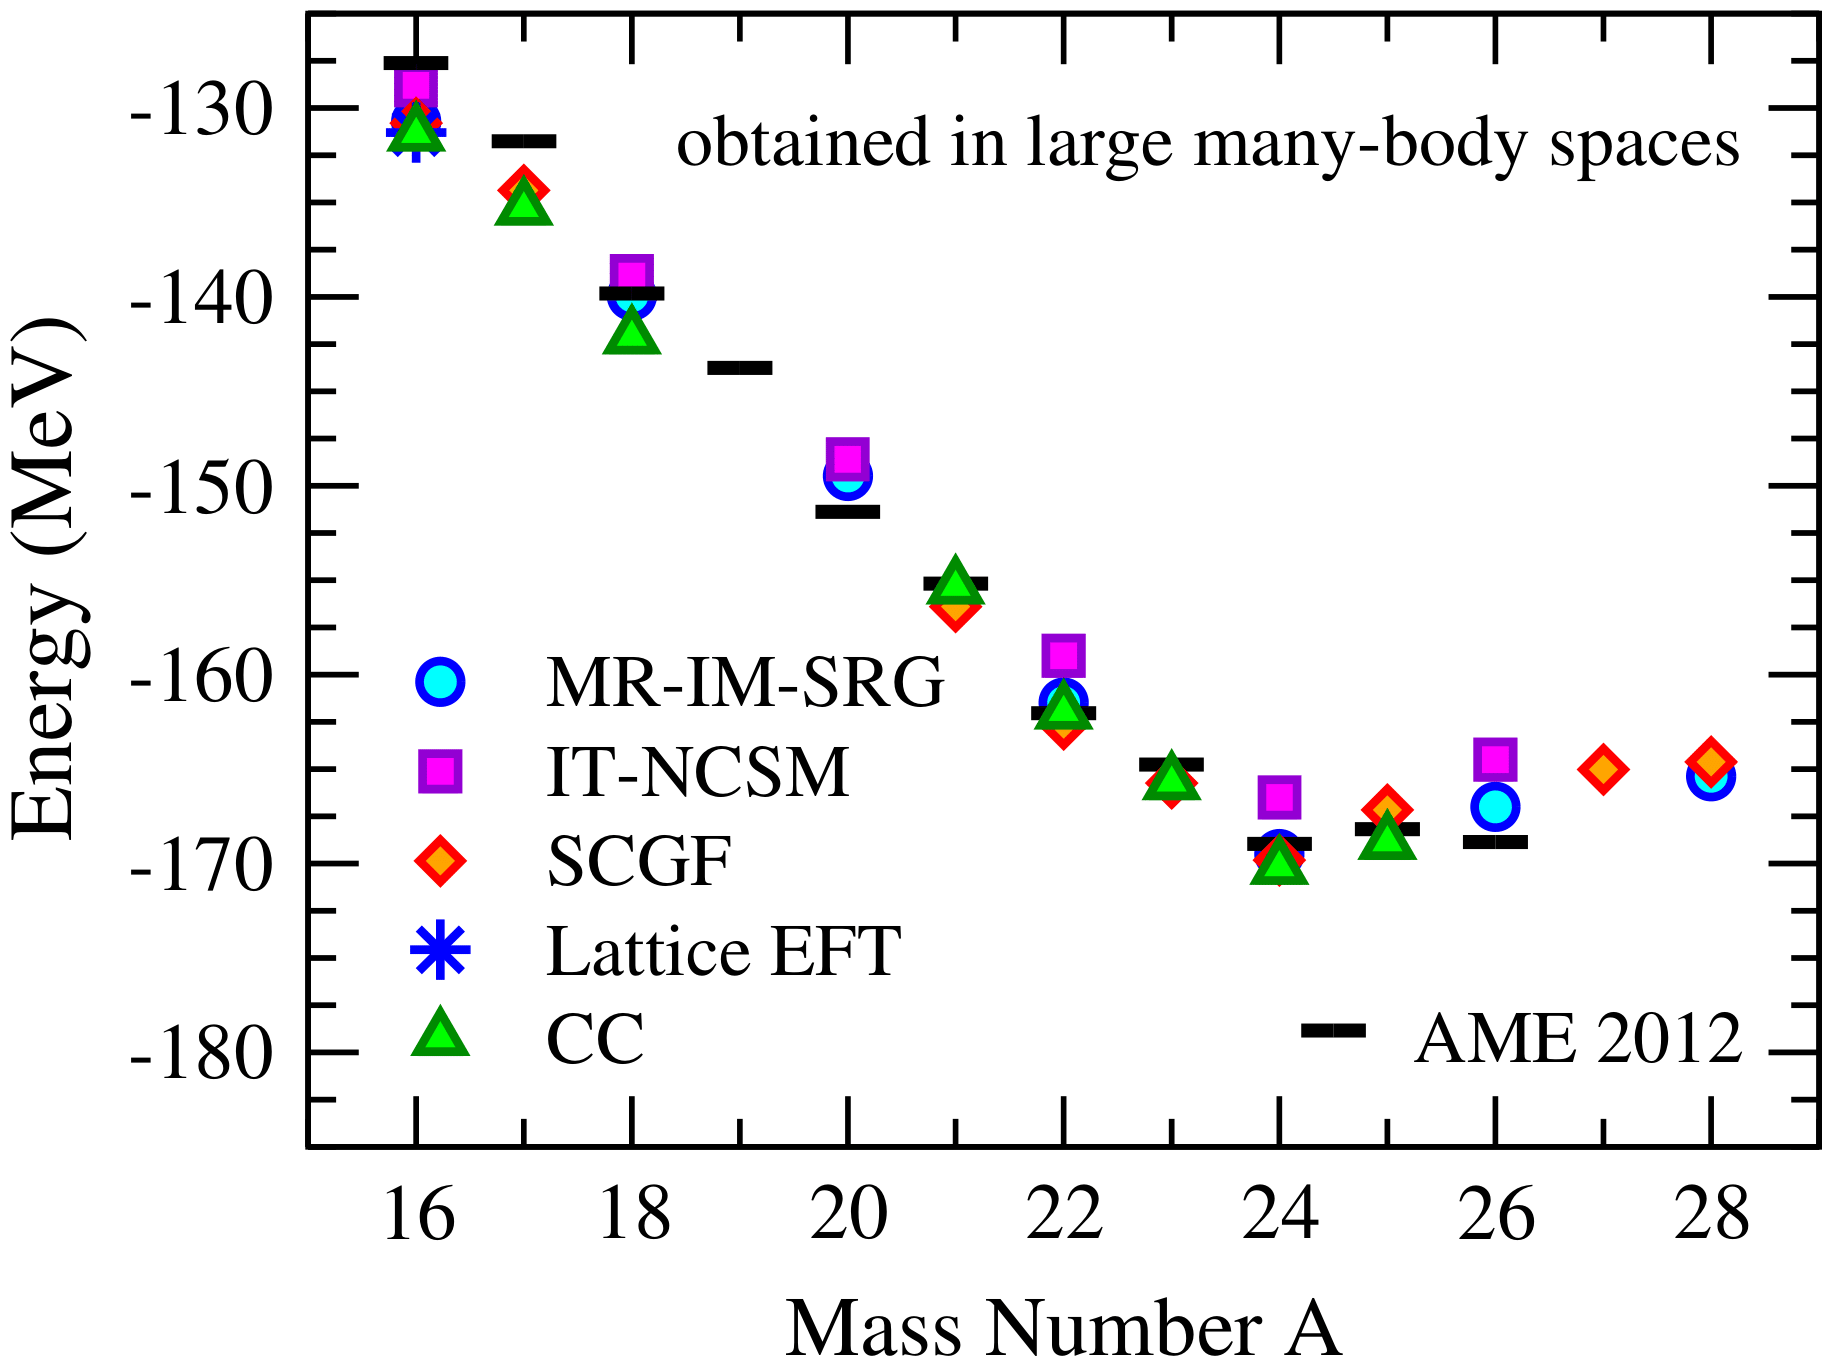 obtained in large many-body spaces
-130
-140
-150
-160
-170
-180
Energy (MeV)
MR-IM-SRG
IT-NCSM
SCGF
Lattice EFT
CC
AME 2012
16 18 20 22 24 26 28
Mass Number A